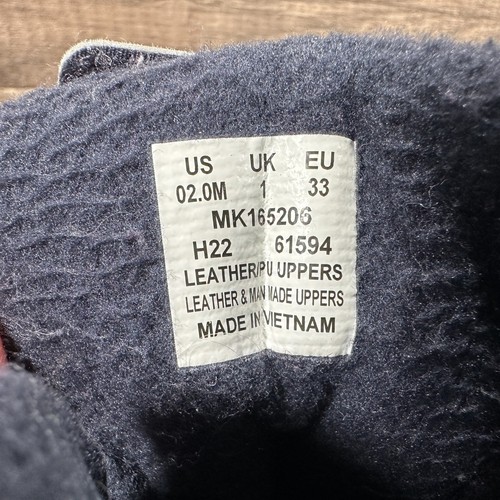 US UK EU
02.0M 1 33
MK165206
H22 61594
LEATHER/PU UPPERS
LEATHER & MAN MADE UPPERS
MADE IN VIETNAM